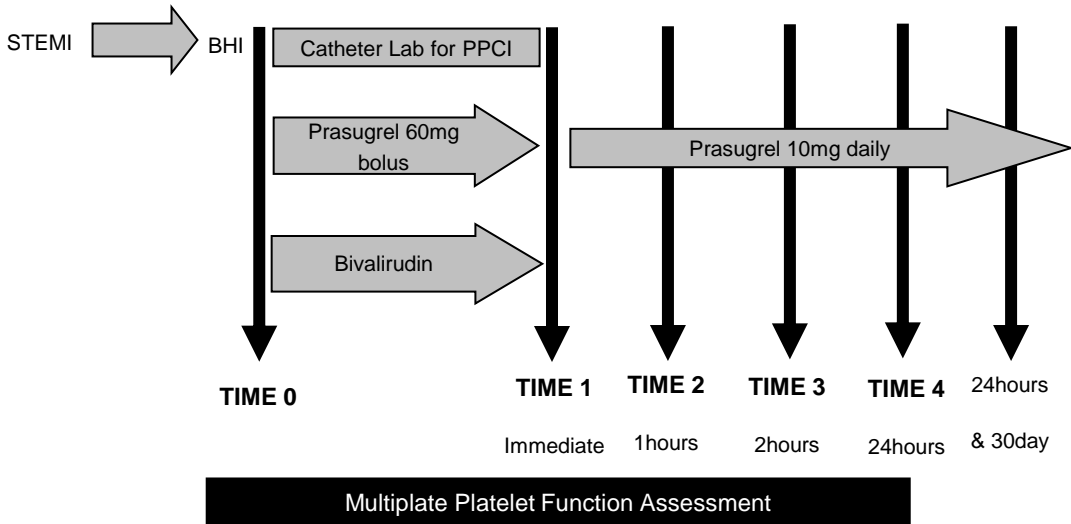 STEMI
BHI
Catheter Lab for PPCI
Prasugrel 60mg
bolus
Prasugrel 10mg daily
Bivalirudin
TIME 0
TIME 1
TIME 2
TIME 3
TIME 4
24hours
Immediate
1hours
2hours
24hours
& 30day
Multiplate Platelet Function Assessment